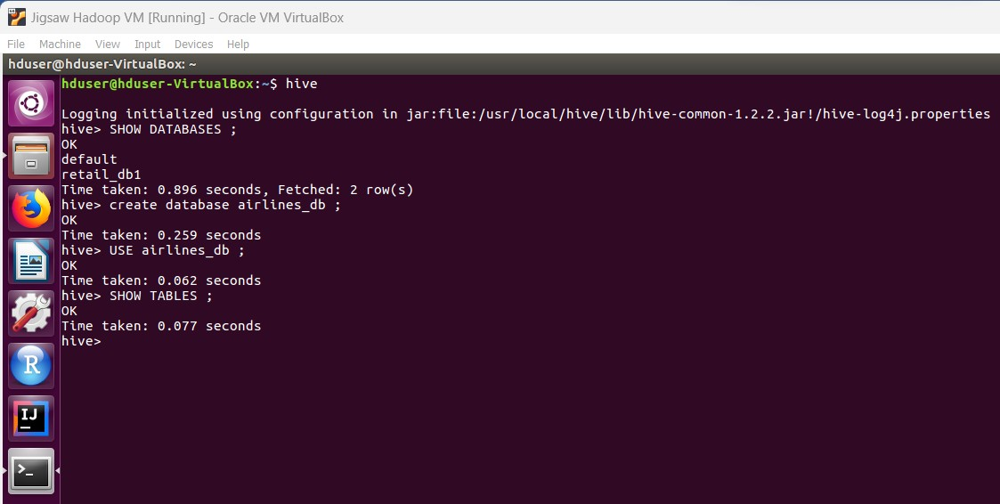 Jigsaw Hadoop VM [Running] - Oracle VM VirtualBox
File Machine View Input Devices Help
hduser@hduser-VirtualBox: ~
hduser@hduser-VirtualBox:~$ hive
Logging initialized using configuration in jar:file:/usr/local/hive/lib/hive-common-1.2.2.jar!/hive-log4j.properties
hive> SHOW DATABASES ;
OK
default
retail_db1
Time taken: 0.896 seconds, Fetched: 2 row(s)
hive> create database airlines_db ;
OK
Time taken: 0.259 seconds
hive> USE airlines_db ;
OK
Time taken: 0.062 seconds
hive> SHOW TABLES ;
OK
Time taken: 0.077 seconds
hive>
R
IJ
>_